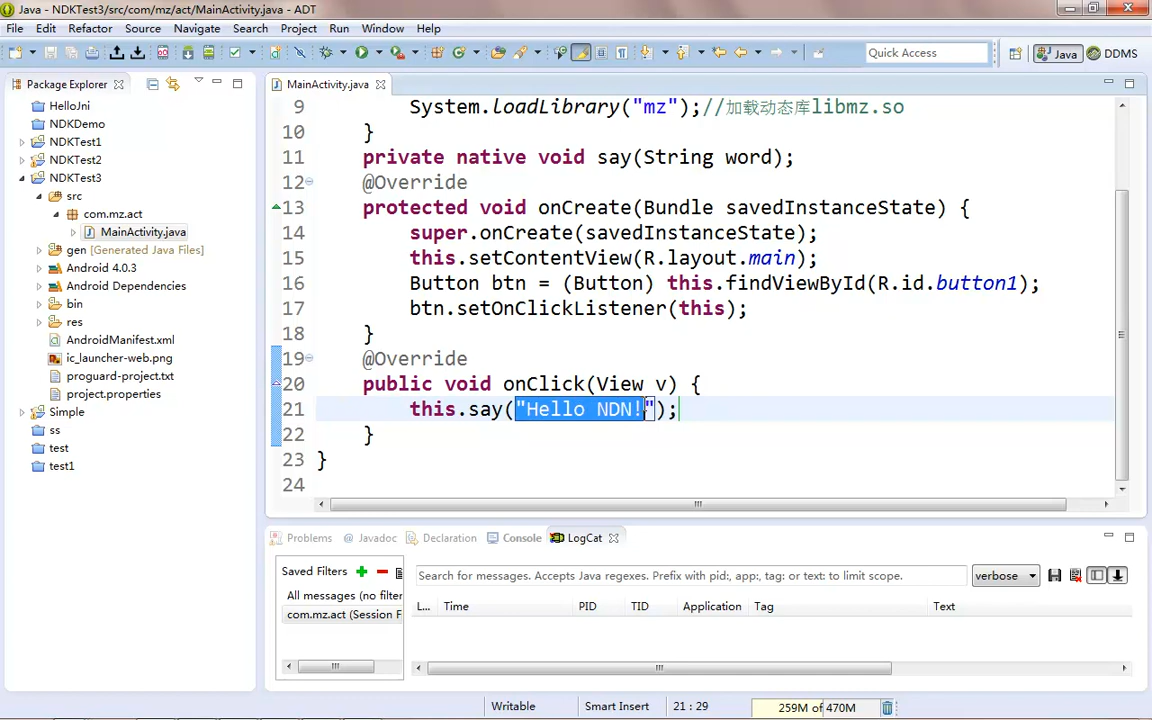 Java - NDKTest3/src/com/mz/act/MainActivity.java - ADT
File Edit Refactor Source Navigate Search Project Run Window Help
Quick Access
Java
DDMS
Package Explorer
HelloJni
NDKDemo
NDKTest1
NDKTest2
NDKTest3
src
com.mz.act
MainActivity.java
gen [Generated Java Files]
Android 4.0.3
Android Dependencies
bin
res
AndroidManifest.xml
ic_launcher-web.png
proguard-project.txt
project.properties
Simple
ss
test
test1
MainActivity.java
9 System.loadLibrary("mz");//加载动态库libmz.so
10 }
11 private native void say(String word);
12 @Override
13 protected void onCreate(Bundle savedInstanceState) {
14 super.onCreate(savedInstanceState);
15 this.setContentView(R.layout.main);
16 Button btn = (Button) this.findViewById(R.id.button1);
17 btn.setOnClickListener(this);
18 }
19 @Override
20 public void onClick(View v) {
21 this.say("Hello NDN!");
22 }
23 }
24
Problems Javadoc Declaration Console LogCat
Saved Filters
All messages (no filter
com.mz.act (Session F
Search for messages. Accepts Java regexes. Prefix with pid:, app:, tag: or text: to limit scope.
verbose
L... Time PID TID Application Tag Text
Writable Smart Insert 21 : 29 259M of 470M